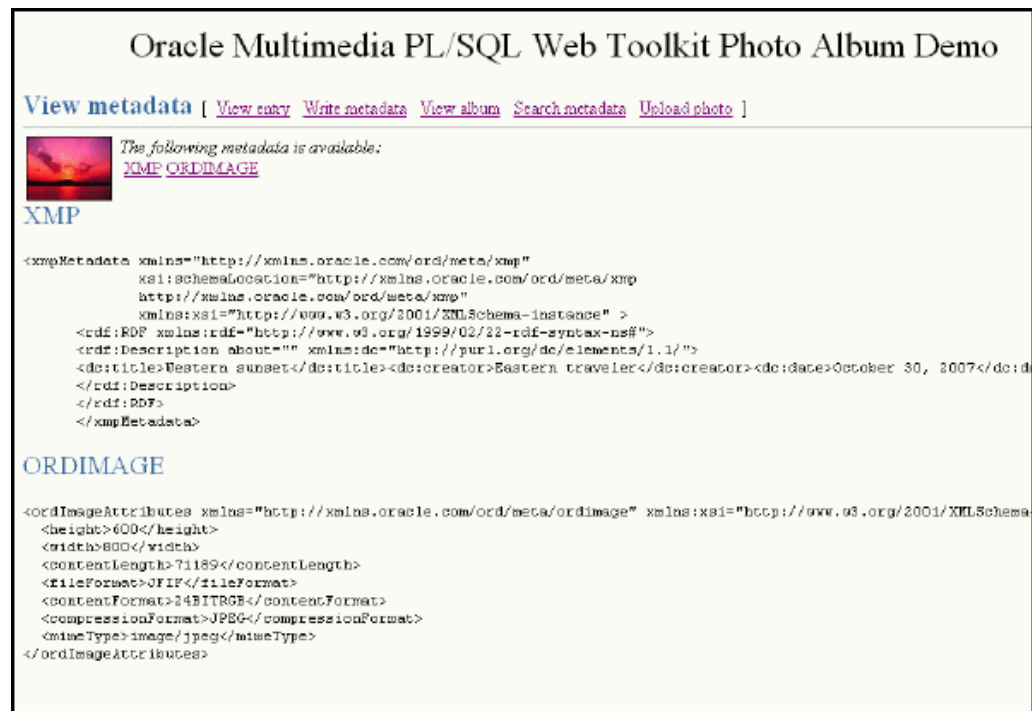 Oracle Multimedia PL/SQL Web Toolkit Photo Album Demo
View metadata [ View entry Write metadata View album Search metadata Upload photo ]
The following metadata is available:
XMP ORDIMAGE
XMP
<xmpMetadata xmlns="http://xmlns.oracle.com/ord/meta/xmp"
xsi:schemaLocation="http://xmlns.oracle.com/ord/meta/xmp
http://xmlns.oracle.com/ord/meta/xmp"
xmlns:xsi="http://www.w3.org/2001/XMLSchema-instance" >
<rdf:RDF xmlns:rdf="http://www.w3.org/1999/02/22-rdf-syntax-ns#">
<rdf:Description about="" xmlns:dc="http://purl.org/dc/elements/1.1/">
<dc:title>Western sunset</dc:title><dc:creator>Eastern traveler</dc:creator><dc:date>October 30, 2007</dc:d
</rdf:Description>
</rdf:RDF>
</xmpMetadata>
ORDIMAGE
<ordImageAttributes xmlns="http://xmlns.oracle.com/ord/meta/ordimage" xmlns:xsi="http://www.w3.org/2001/XMLSchema-
<height>600</height>
<width>800</width>
<contentLength>71189</contentLength>
<fileFormat>JFIF</fileFormat>
<contentFormat>24BITRGB</contentFormat>
<compressionFormat>JPEG</compressionFormat>
<mimeType>image/jpeg</mimeType>
</ordImageAttributes>